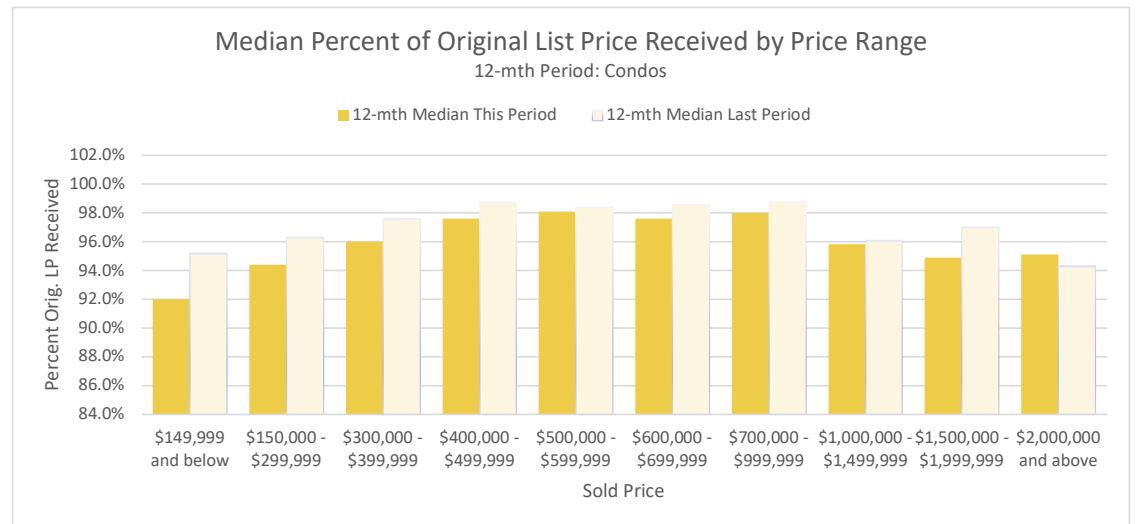 Median Percent of Original List Price Received by Price Range
12-mth Period: Condos
12-mth Median This Period 12-mth Median Last Period
Percent Orig. LP Received
102.0%
100.0%
98.0%
96.0%
94.0%
92.0%
90.0%
88.0%
86.0%
84.0%
$149,999 $150,000 - $300,000 - $400,000 - $500,000 - $600,000 - $700,000 - $1,000,000 - $1,500,000 - $2,000,000
and below $299,999 $399,999 $499,999 $599,999 $699,999 $999,999 $1,499,999 $1,999,999 and above
Sold Price